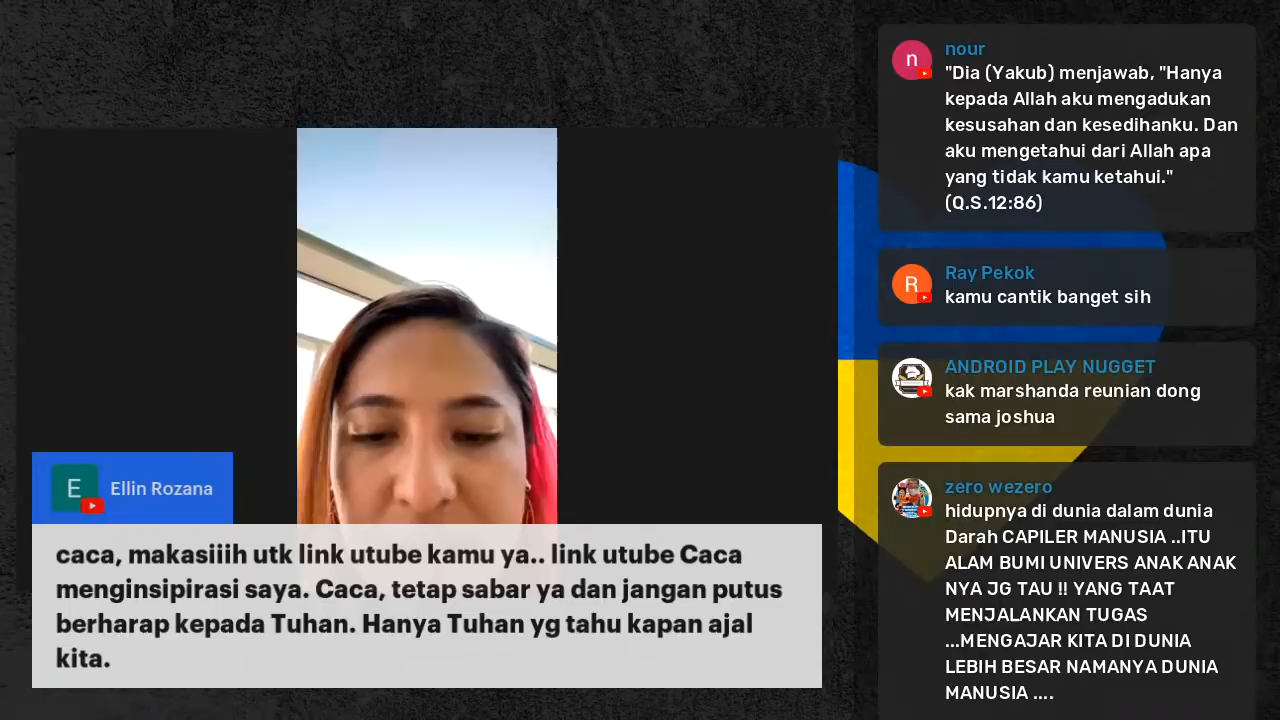 E
Ellin Rozana
caca, makasiiih utk link utube kamu ya.. link utube Caca
menginsipirasi saya. Caca, tetap sabar ya dan jangan putus
berharap kepada Tuhan. Hanya Tuhan yg tahu kapan ajal
kita.
n
nour
"Dia (Yakub) menjawab, "Hanya
kepada Allah aku mengadukan
kesusahan dan kesedihanku. Dan
aku mengetahui dari Allah apa
yang tidak kamu ketahui."
(Q.S.12:86)
R
Ray Pekok
kamu cantik banget sih
ANDROID PLAY NUGGET
kak marshanda reunian dong
sama joshua
zero wezero
hidupnya di dunia dalam dunia
Darah CAPILER MANUSIA ..ITU
ALAM BUMI UNIVERS ANAK ANAK
NYA JG TAU !! YANG TAAT
MENJALANKAN TUGAS
...MENGAJAR KITA DI DUNIA
LEBIH BESAR NAMANYA DUNIA
MANUSIA ....